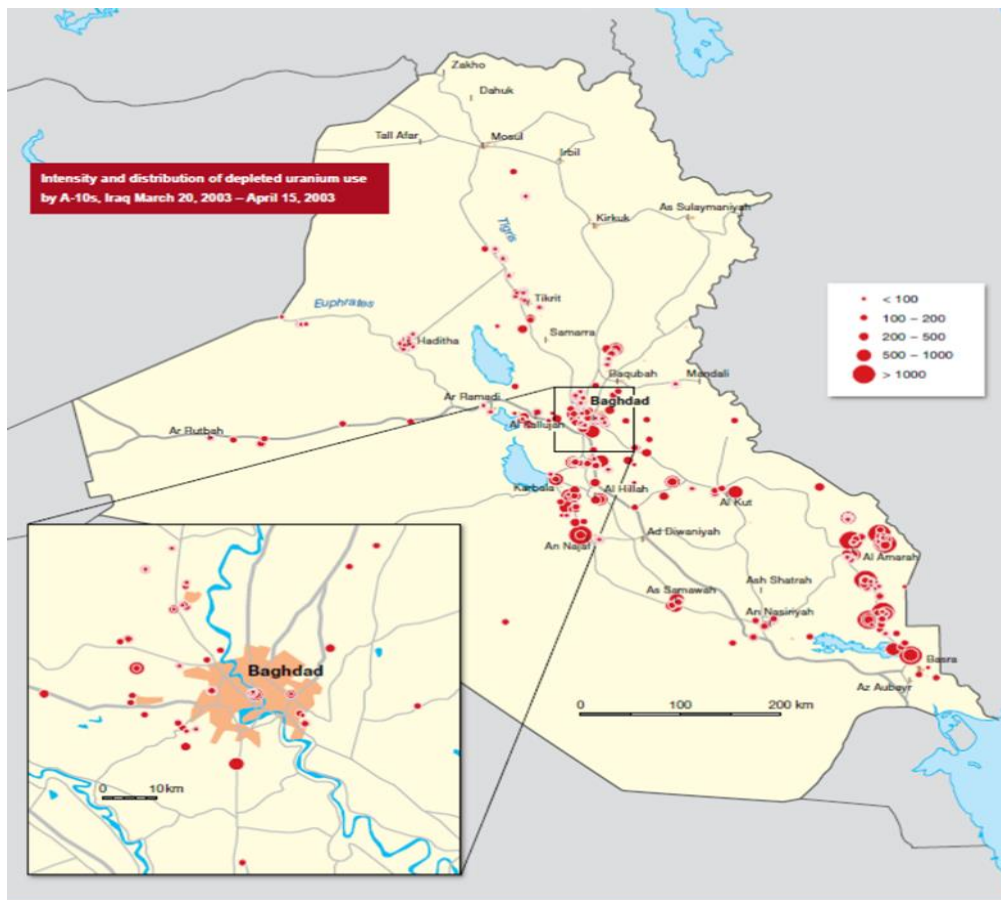 Zakho
Dahuk
Tall Afar
Mosul
Irbil
Intensity and distribution of depleted uranium use
by A-10s, Iraq March 20, 2003 – April 15, 2003
Kirkuk
As Sulaymaniyah
Tigris
Euphrates
Tikrit
< 100
100 – 200
200 – 500
500 – 1000
> 1000
Haditha
Samarra
Baqubah
Mandali
Ar Ramadi
Baghdad
Al Fallujah
Ar Rutbah
Karbala
Al Hillah
Al Kut
An Najaf
Ad Diwaniyah
Al Amarah
As Samawah
Ash Shatrah
An Nasiriyah
Basra
Az Aubayr
0 100 200 km
Baghdad
0 10 km